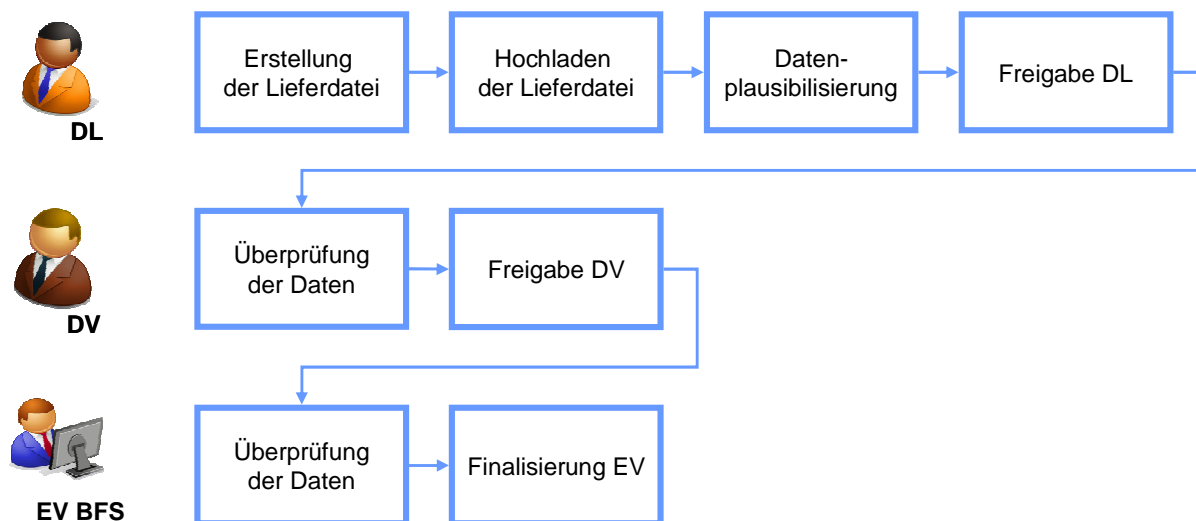 Erstellung
der Lieferdatei
Hochladen
der Lieferdatei
Daten-
plausibilisierung
Freigabe DL
DL
Überprüfung
der Daten
Freigabe DV
DV
Überprüfung
der Daten
Finalisierung EV
EV BFS